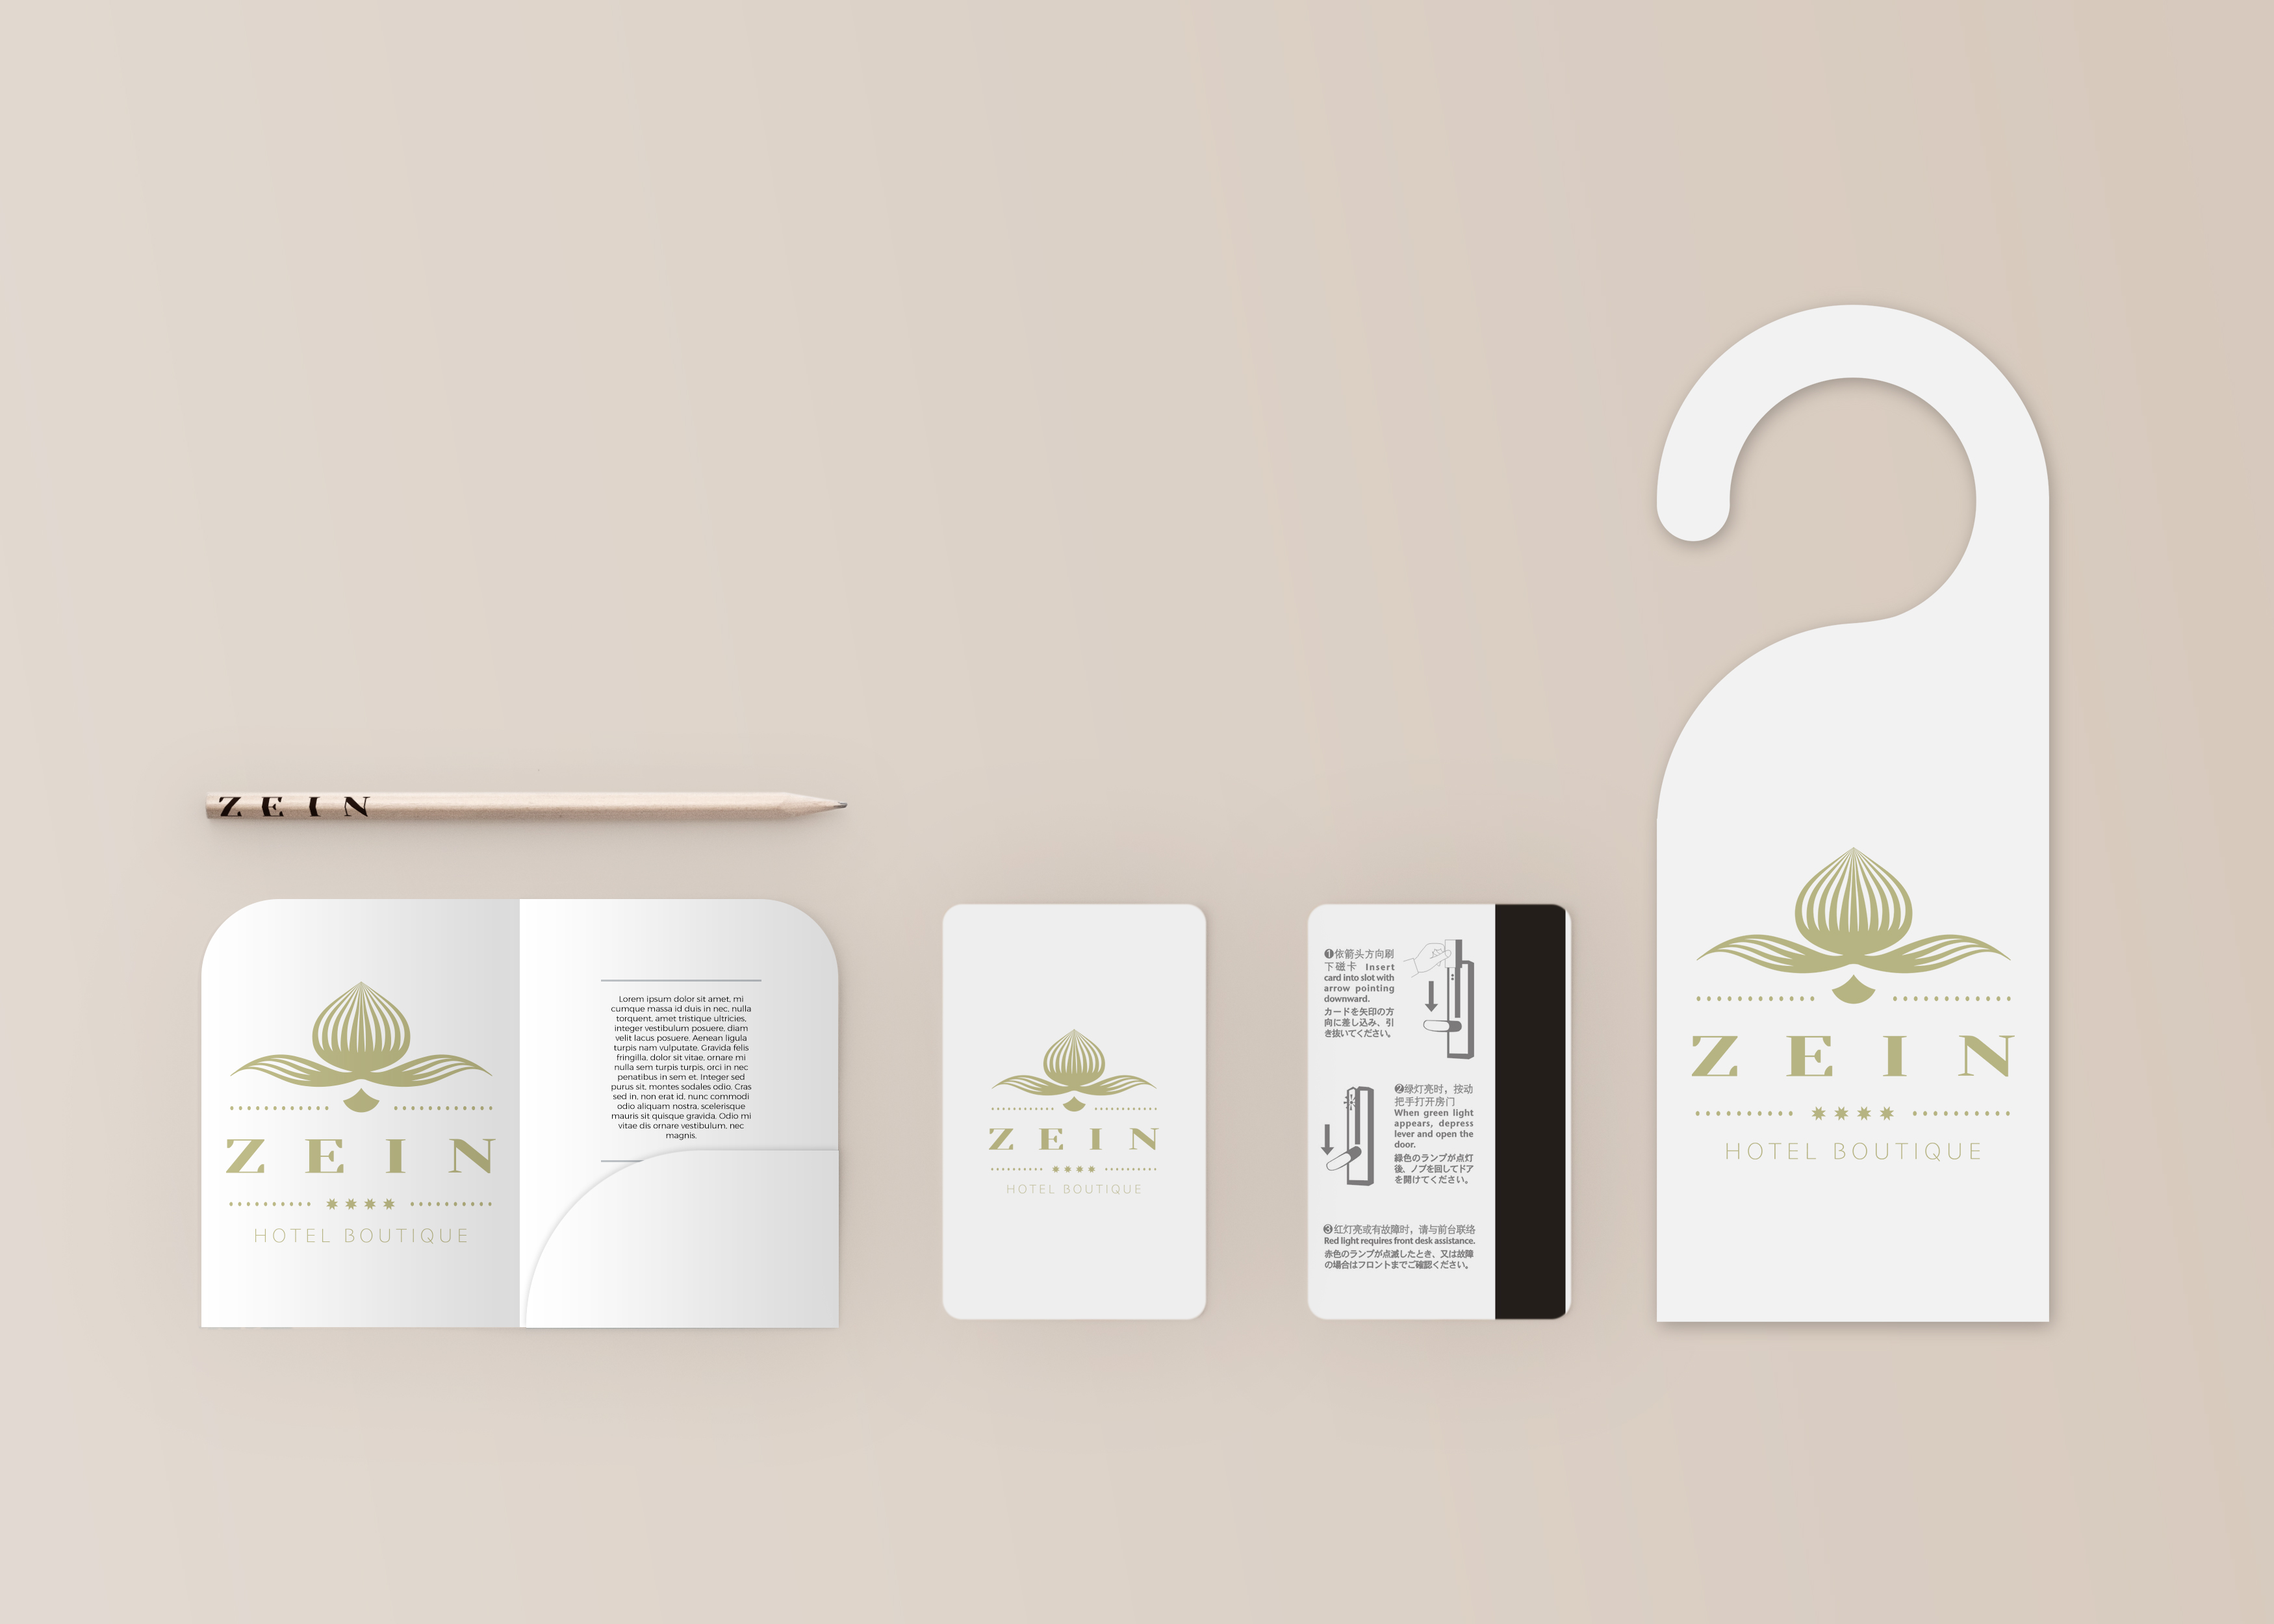 Z E I N
Z E I N
HOTEL BOUTIQUE
Lorem ipsum dolor sit amet, mi
cumque massa id duis in nec, nulla
torquent, amet tristique ultricies,
integer vestibulum posuere, diam
velit lacus posuere. Aenean ligula
turpis nam vulputate. Gravida felis
fringilla, dolor sit vitae, ornare mi
nulla sem turpis turpis, orci in nec
penatibus in sem et. Integer sed
purus sit, montes sodales odio. Cras
sed in, non erat id, nunc commodi
odio aliquam nostra, scelerisque
mauris sit quisque gravida. Odio mi
vitae dis ornare vestibulum, nec
magnis.
Z E I N
HOTEL BOUTIQUE
❶依箭头方向刷
下磁卡 Insert
card into slot with
arrow pointing
downward.
カードを矢印の方
向に差し込み、引
き抜いてください。
❷绿灯亮时，按动
把手打开房门
When green light
appears, depress
lever and open the
door.
緑色のランプが点灯
後、ノブを回してドア
を開けてください。
❸红灯亮或有故障时，请与前台联络
Red light requires front desk assistance.
赤色のランプが点滅したとき、又は故障
の場合はフロントまでご確認ください。
Z E I N
HOTEL BOUTIQUE